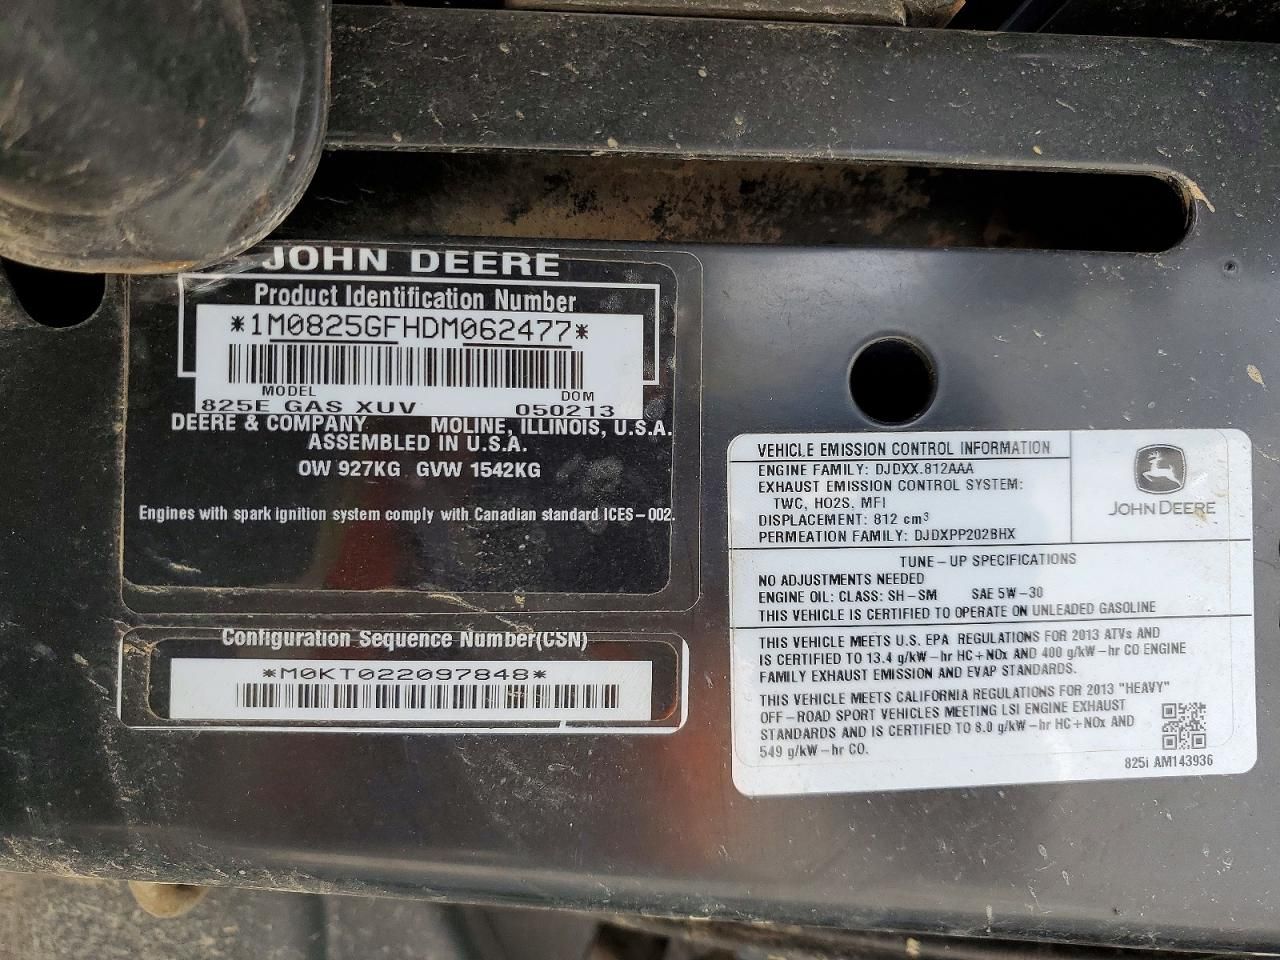 JOHN DEERE
Product Identification Number
*1M0825GFHDM062477*
MODEL DOM
825E GAS XUV 050213
DEERE & COMPANY MOLINE, ILLINOIS, U.S.A.
ASSEMBLED IN U.S.A.
OW 927KG GVW 1542KG
Engines with spark ignition system comply with Canadian standard ICES-002.
Configuration Sequence Number(CSN)
*M0KT022097848*
VEHICLE EMISSION CONTROL INFORMATION
ENGINE FAMILY: DJDXX.812AAA
EXHAUST EMISSION CONTROL SYSTEM:
TWC, HO2S, MFI
DISPLACEMENT: 812 cm³
PERMEATION FAMILY: DJDXPP202BHX
JOHN DEERE
TUNE-UP SPECIFICATIONS
NO ADJUSTMENTS NEEDED
ENGINE OIL: CLASS: SH-SM SAE 5W-30
THIS VEHICLE IS CERTIFIED TO OPERATE ON UNLEADED GASOLINE
THIS VEHICLE MEETS U.S. EPA REGULATIONS FOR 2013 ATVs AND
IS CERTIFIED TO 13.4 g/kW-hr HC+NOx AND 400 g/kW-hr CO ENGINE
FAMILY EXHAUST EMISSION AND EVAP STANDARDS.
THIS VEHICLE MEETS CALIFORNIA REGULATIONS FOR 2013 "HEAVY"
OFF-ROAD SPORT VEHICLES MEETING LSI ENGINE EXHAUST
STANDARDS AND IS CERTIFIED TO 8.0 g/kW-hr HC+NOx AND
549 g/kW-hr CO.
825i AM143936